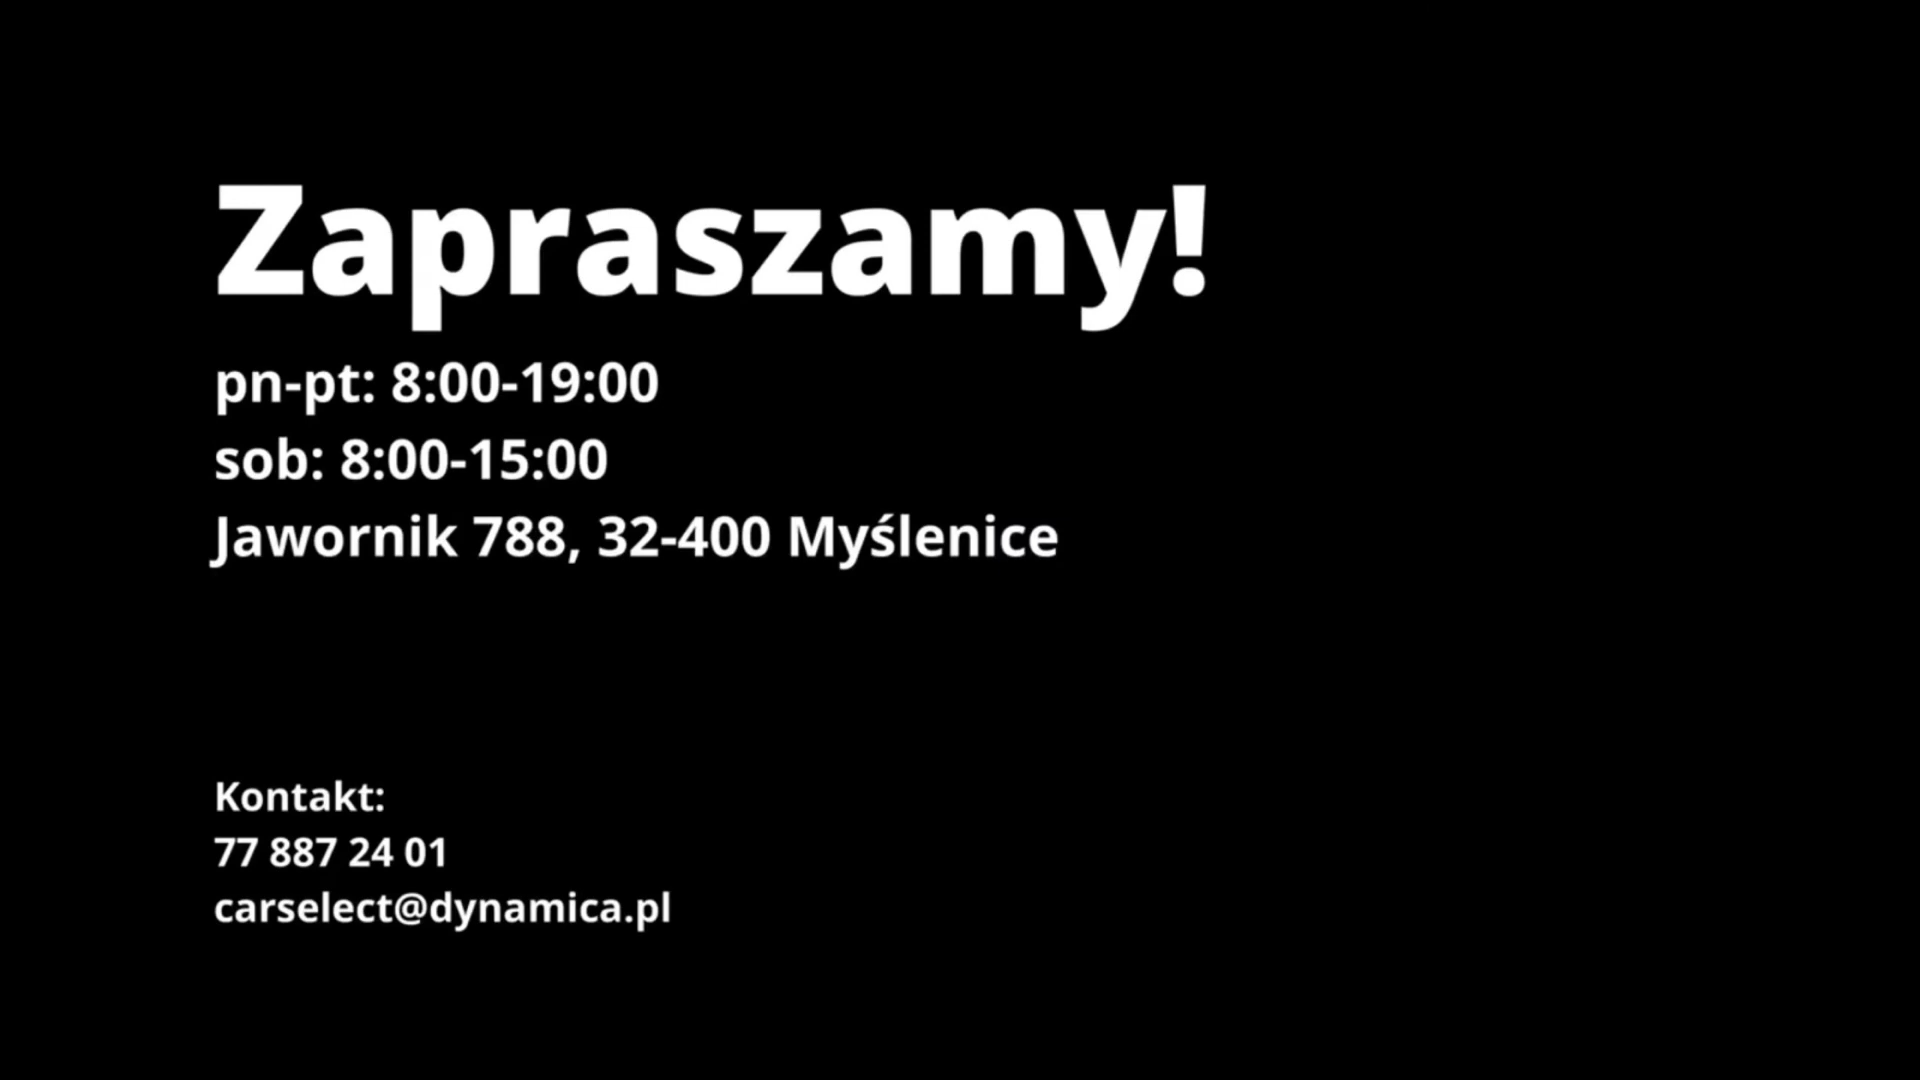 Zapraszamy!
pn-pt: 8:00-19:00
sob: 8:00-15:00
Jawornik 788, 32-400 Myślenice
Kontakt:
77 887 24 01
carselect@dynamica.pl